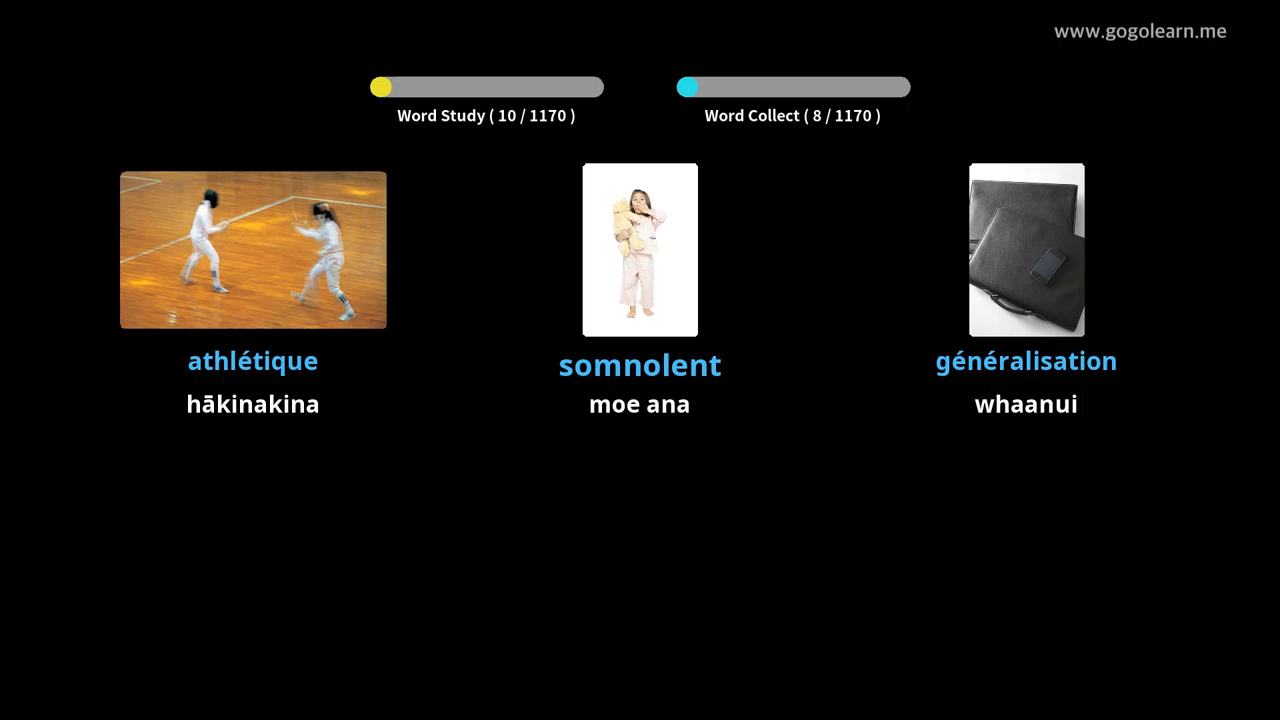 www.gogolearn.me
Word Study ( 10 / 1170 )
Word Collect ( 8 / 1170 )
athlétique
somnolent
généralisation
hākinakina
moe ana
whaanui